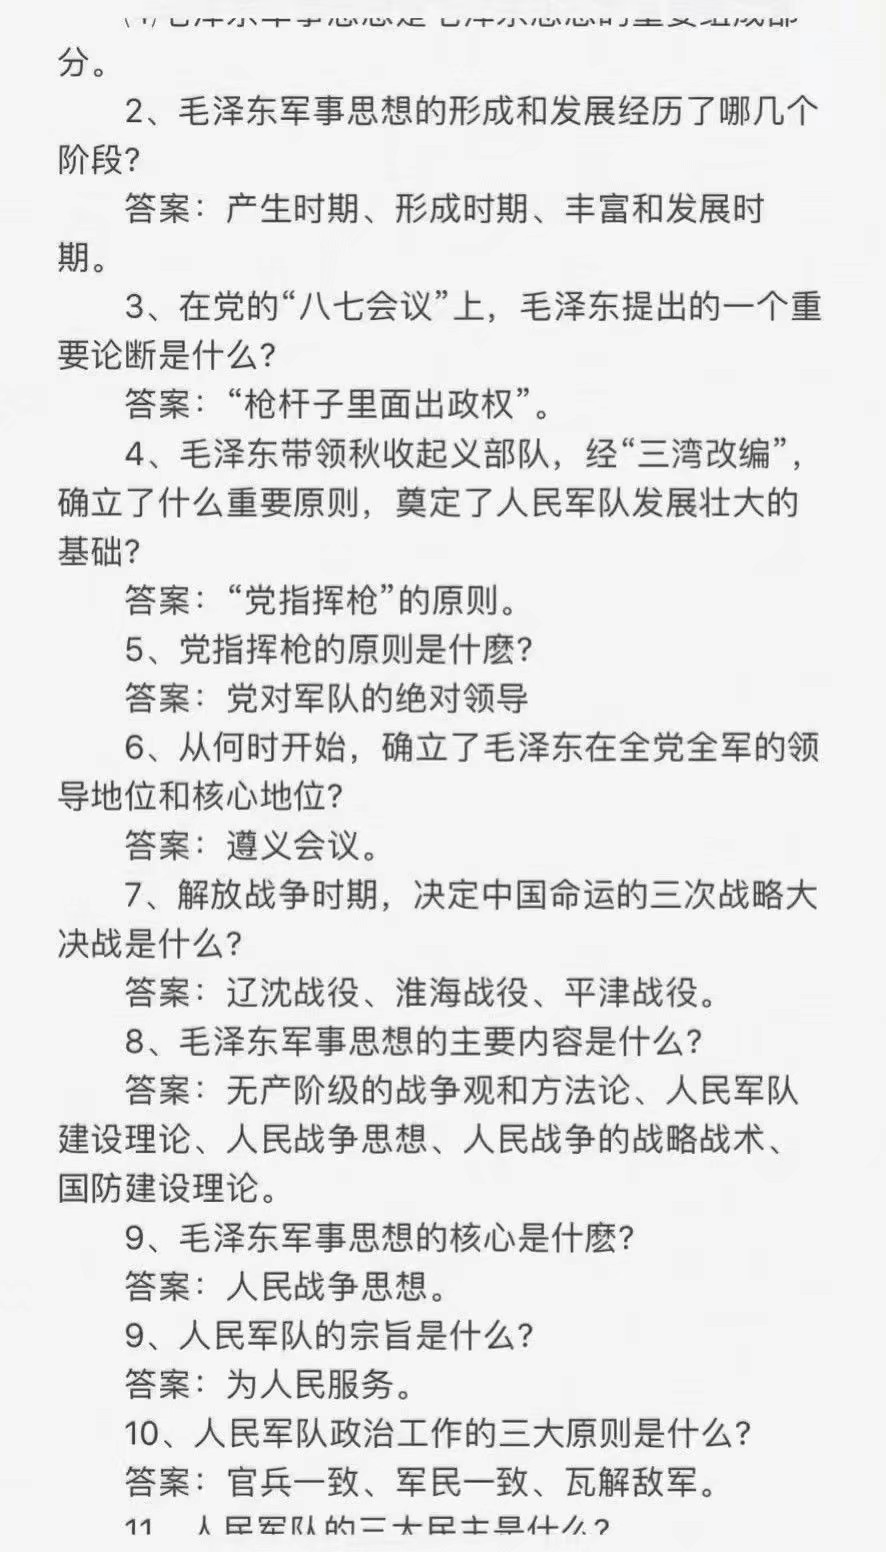 (1)毛泽东军事思想是毛泽东思想的重要组成部
分。
2、毛泽东军事思想的形成和发展经历了哪几个
阶段?
答案：产生时期、形成时期、丰富和发展时
期。
3、在党的“八七会议”上，毛泽东提出的一个重
要论断是什么?
答案：“枪杆子里面出政权”。
4、毛泽东带领秋收起义部队，经“三湾改编”，
确立了什么重要原则，奠定了人民军队发展壮大的
基础?
答案：“党指挥枪”的原则。
5、党指挥枪的原则是什麽?
答案：党对军队的绝对领导
6、从何时开始，确立了毛泽东在全党全军的领
导地位和核心地位?
答案：遵义会议。
7、解放战争时期，决定中国命运的三次战略大
决战是什么?
答案：辽沈战役、淮海战役、平津战役。
8、毛泽东军事思想的主要内容是什么?
答案：无产阶级的战争观和方法论、人民军队
建设理论、人民战争思想、人民战争的战略战术、
国防建设理论。
9、毛泽东军事思想的核心是什麽?
答案：人民战争思想。
9、人民军队的宗旨是什么?
答案：为人民服务。
10、人民军队政治工作的三大原则是什么?
答案：官兵一致、军民一致、瓦解敌军。
11、人民军队的三大民主是什么?